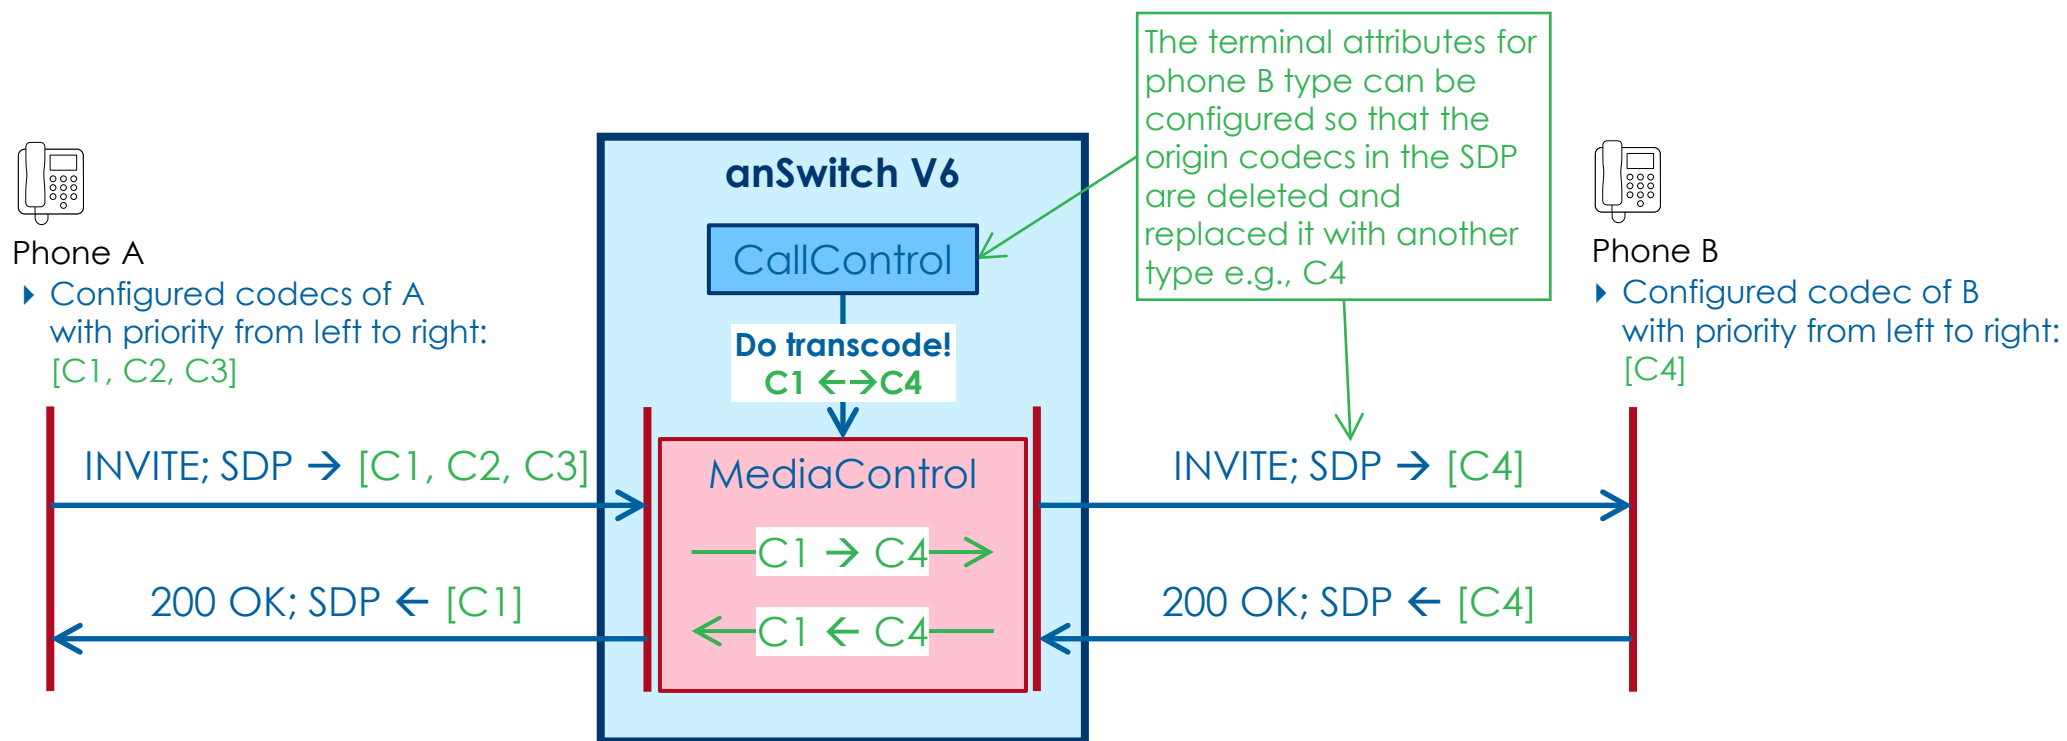 The terminal attributes for
phone B type can be
configured so that the
origin codecs in the SDP
are deleted and
replaced it with another
type e.g., C4
anSwitch V6
CallControl
Do transcode!
C1 ←→C4
Phone A
Configured codecs of A
with priority from left to right:
[C1, C2, C3]
Phone B
Configured codec of B
with priority from left to right:
[C4]
INVITE; SDP → [C1, C2, C3]
MediaControl
INVITE; SDP → [C4]
C1 → C4
200 OK; SDP ← [C1]
C1 ← C4
200 OK; SDP ← [C4]